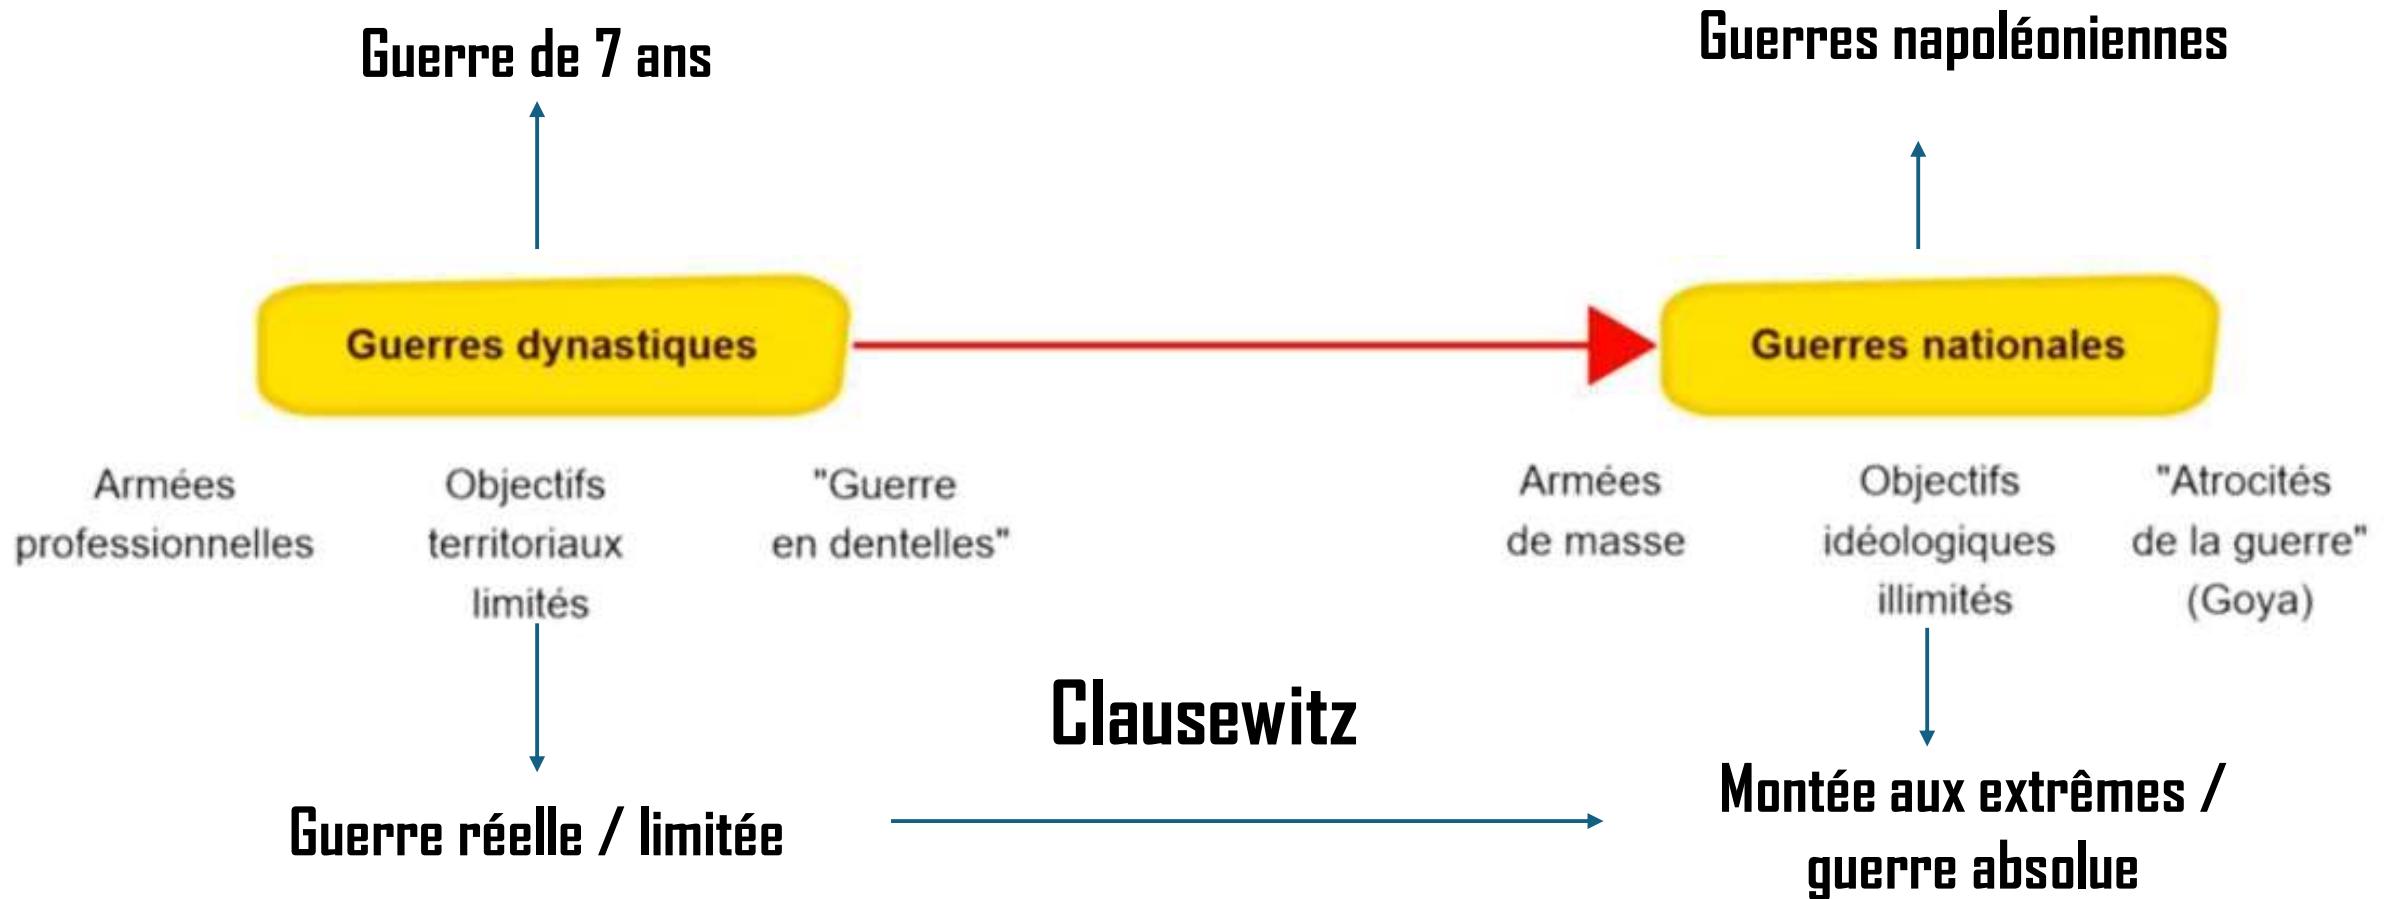 Guerre de 7 ans
Guerres napoléoniennes
Guerres dynastiques
Guerres nationales
Armées
professionnelles
Objectifs
territoriaux
limités
"Guerre
en dentelles"
Armées
de masse
Objectifs
idéologiques
illimités
"Atrocités
de la guerre"
(Goya)
Clausewitz
Guerre réelle / limitée
Montée aux extrêmes /
guerre absolue